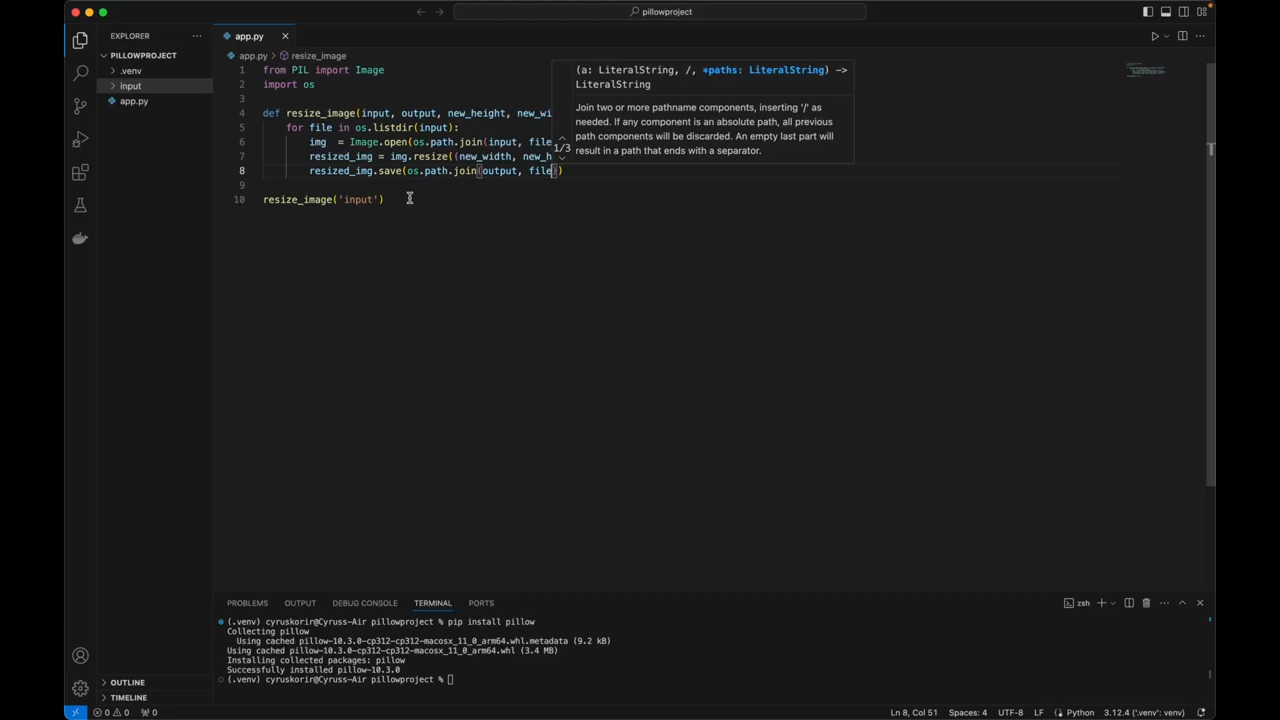 pillowproject
EXPLORER
app.py
PILLOWPROJECT
.venv
input
app.py
app.py > resize_image
1 from PIL import Image
2 import os
3
4 def resize_image(input, output, new_height, new_wi
5 for file in os.listdir(input):
6 img = Image.open(os.path.join(input, file
7 resized_img = img.resize((new_width, new_h
8 resized_img.save(os.path.join(output, file))
9
10 resize_image('input')
(a: LiteralString, /, *paths: LiteralString) ->
LiteralString
Join two or more pathname components, inserting '/' as
needed. If any component is an absolute path, all previous
path components will be discarded. An empty last part will
result in a path that ends with a separator.
1/3
PROBLEMS OUTPUT DEBUG CONSOLE TERMINAL PORTS
zsh
(.venv) cyruskorir@Cyruss-Air pillowproject % pip install pillow
Collecting pillow
Using cached pillow-10.3.0-cp312-cp312-macosx_11_0_arm64.whl.metadata (9.2 kB)
Using cached pillow-10.3.0-cp312-cp312-macosx_11_0_arm64.whl (3.4 MB)
Installing collected packages: pillow
Successfully installed pillow-10.3.0
(.venv) cyruskorir@Cyruss-Air pillowproject %
OUTLINE
TIMELINE
0 0 0
Ln 8, Col 51 Spaces: 4 UTF-8 LF Python 3.12.4 ('.venv': venv)